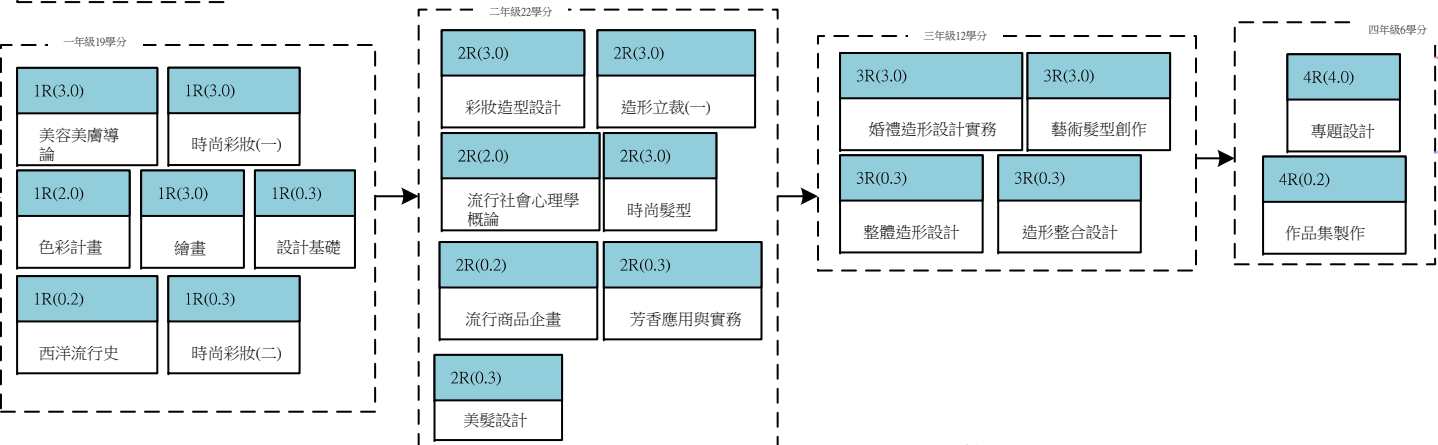 一年級19學分
1R(3.0)
美容美膚導
論
1R(3.0)
時尚彩妝(一)
1R(2.0)
色彩計畫
1R(3.0)
繪畫
1R(0.3)
設計基礎
1R(0.2)
西洋流行史
1R(0.3)
時尚彩妝(二)
二年級22學分
2R(3.0)
彩妝造型設計
2R(3.0)
造形立裁(一)
2R(2.0)
流行社會心理學
概論
2R(3.0)
時尚髮型
2R(0.2)
流行商品企畫
2R(0.3)
芳香應用與實務
2R(0.3)
美髮設計
三年級12學分
3R(3.0)
婚禮造形設計實務
3R(3.0)
藝術髮型創作
3R(0.3)
整體造形設計
3R(0.3)
造形整合設計
四年級6學分
4R(4.0)
專題設計
4R(0.2)
作品集製作